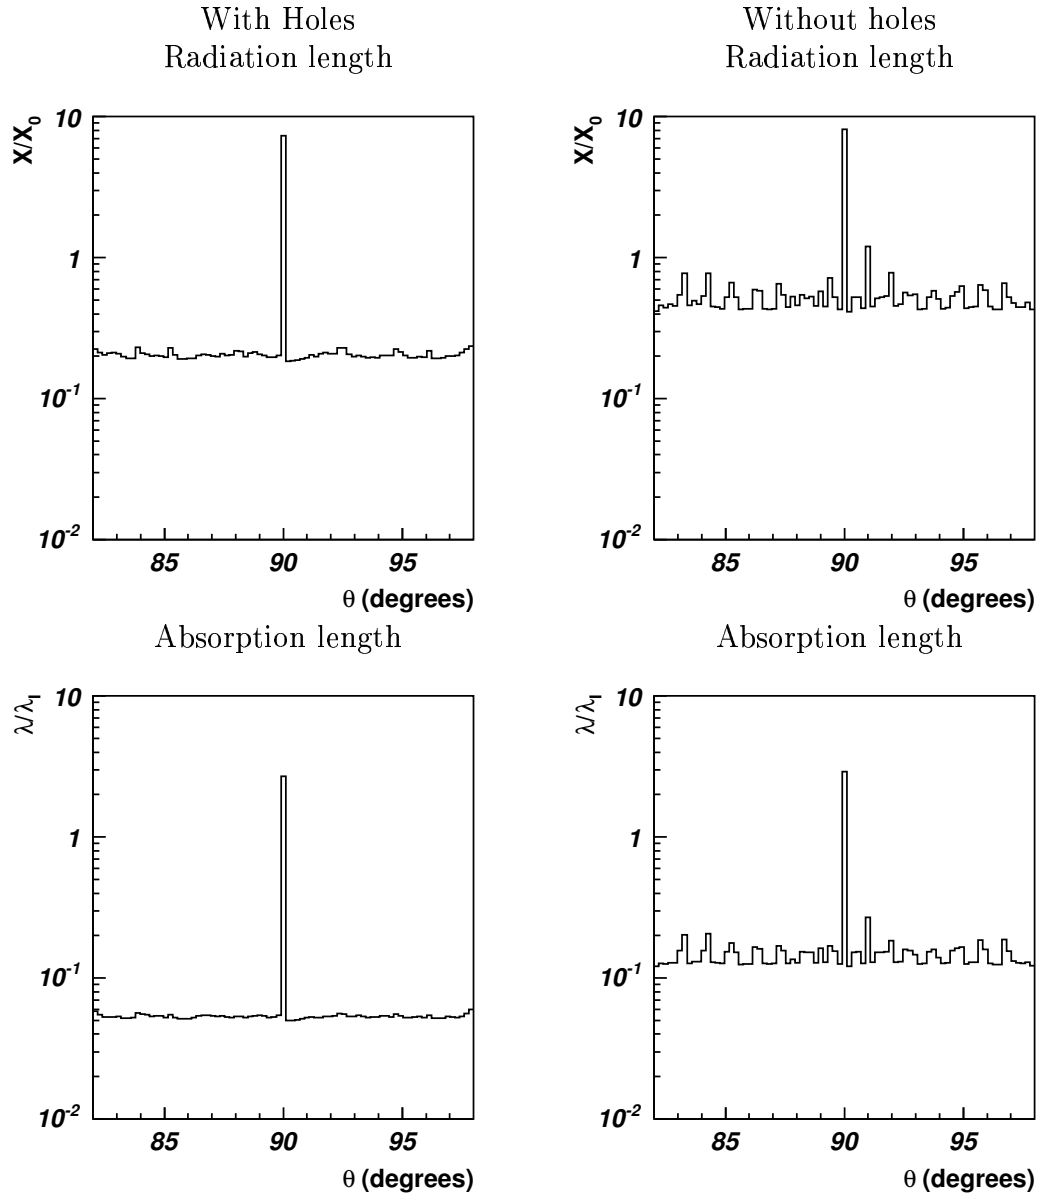 With Holes
Radiation length
X/X0
10
1
10-1
10-2
85 90 95
θ (degrees)
Without holes
Radiation length
X/X0
10
1
10-1
10-2
85 90 95
θ (degrees)
Absorption length
λ/λI
10
1
10-1
10-2
85 90 95
θ (degrees)
Absorption length
λ/λI
10
1
10-1
10-2
85 90 95
θ (degrees)